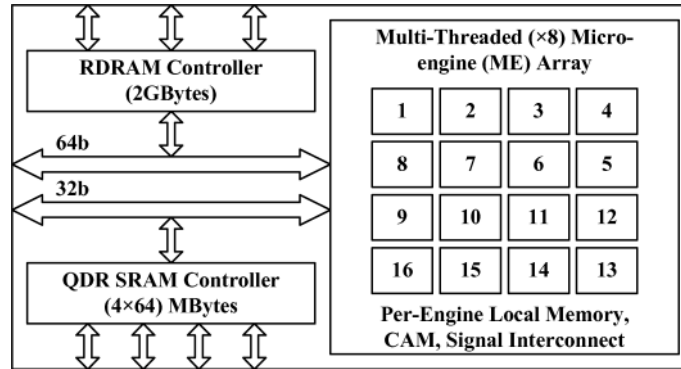 RDRAM Controller
(2GBytes)
64b
32b
QDR SRAM Controller
(4×64) MBytes
Multi-Threaded (×8) Micro-
engine (ME) Array
1 2 3 4
8 7 6 5
9 10 11 12
16 15 14 13
Per-Engine Local Memory,
CAM, Signal Interconnect